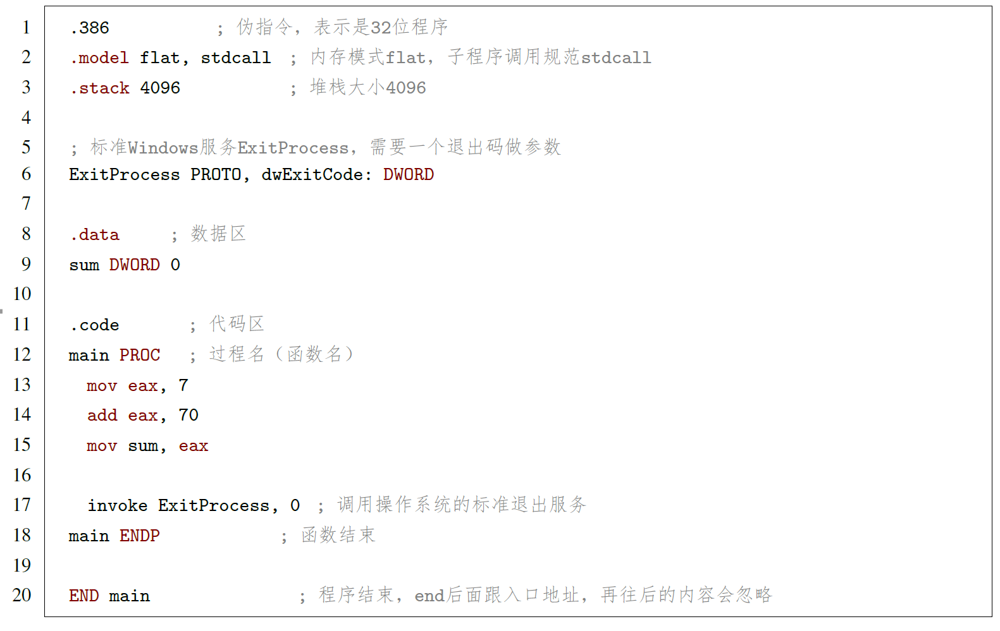 1 .386 ; 伪指令，表示是32位程序
2 .model flat, stdcall ; 内存模式flat，子程序调用规范stdcall
3 .stack 4096 ; 堆栈大小4096
4
5 ; 标准Windows服务ExitProcess，需要一个退出码做参数
6 ExitProcess PROTO, dwExitCode: DWORD
7
8 .data ; 数据区
9 sum DWORD 0
10
11 .code ; 代码区
12 main PROC ; 过程名（函数名）
13 mov eax, 7
14 add eax, 70
15 mov sum, eax
16
17 invoke ExitProcess, 0 ; 调用操作系统的标准退出服务
18 main ENDP ; 函数结束
19
20 END main ; 程序结束，end后面跟入口地址，再往后的内容会忽略